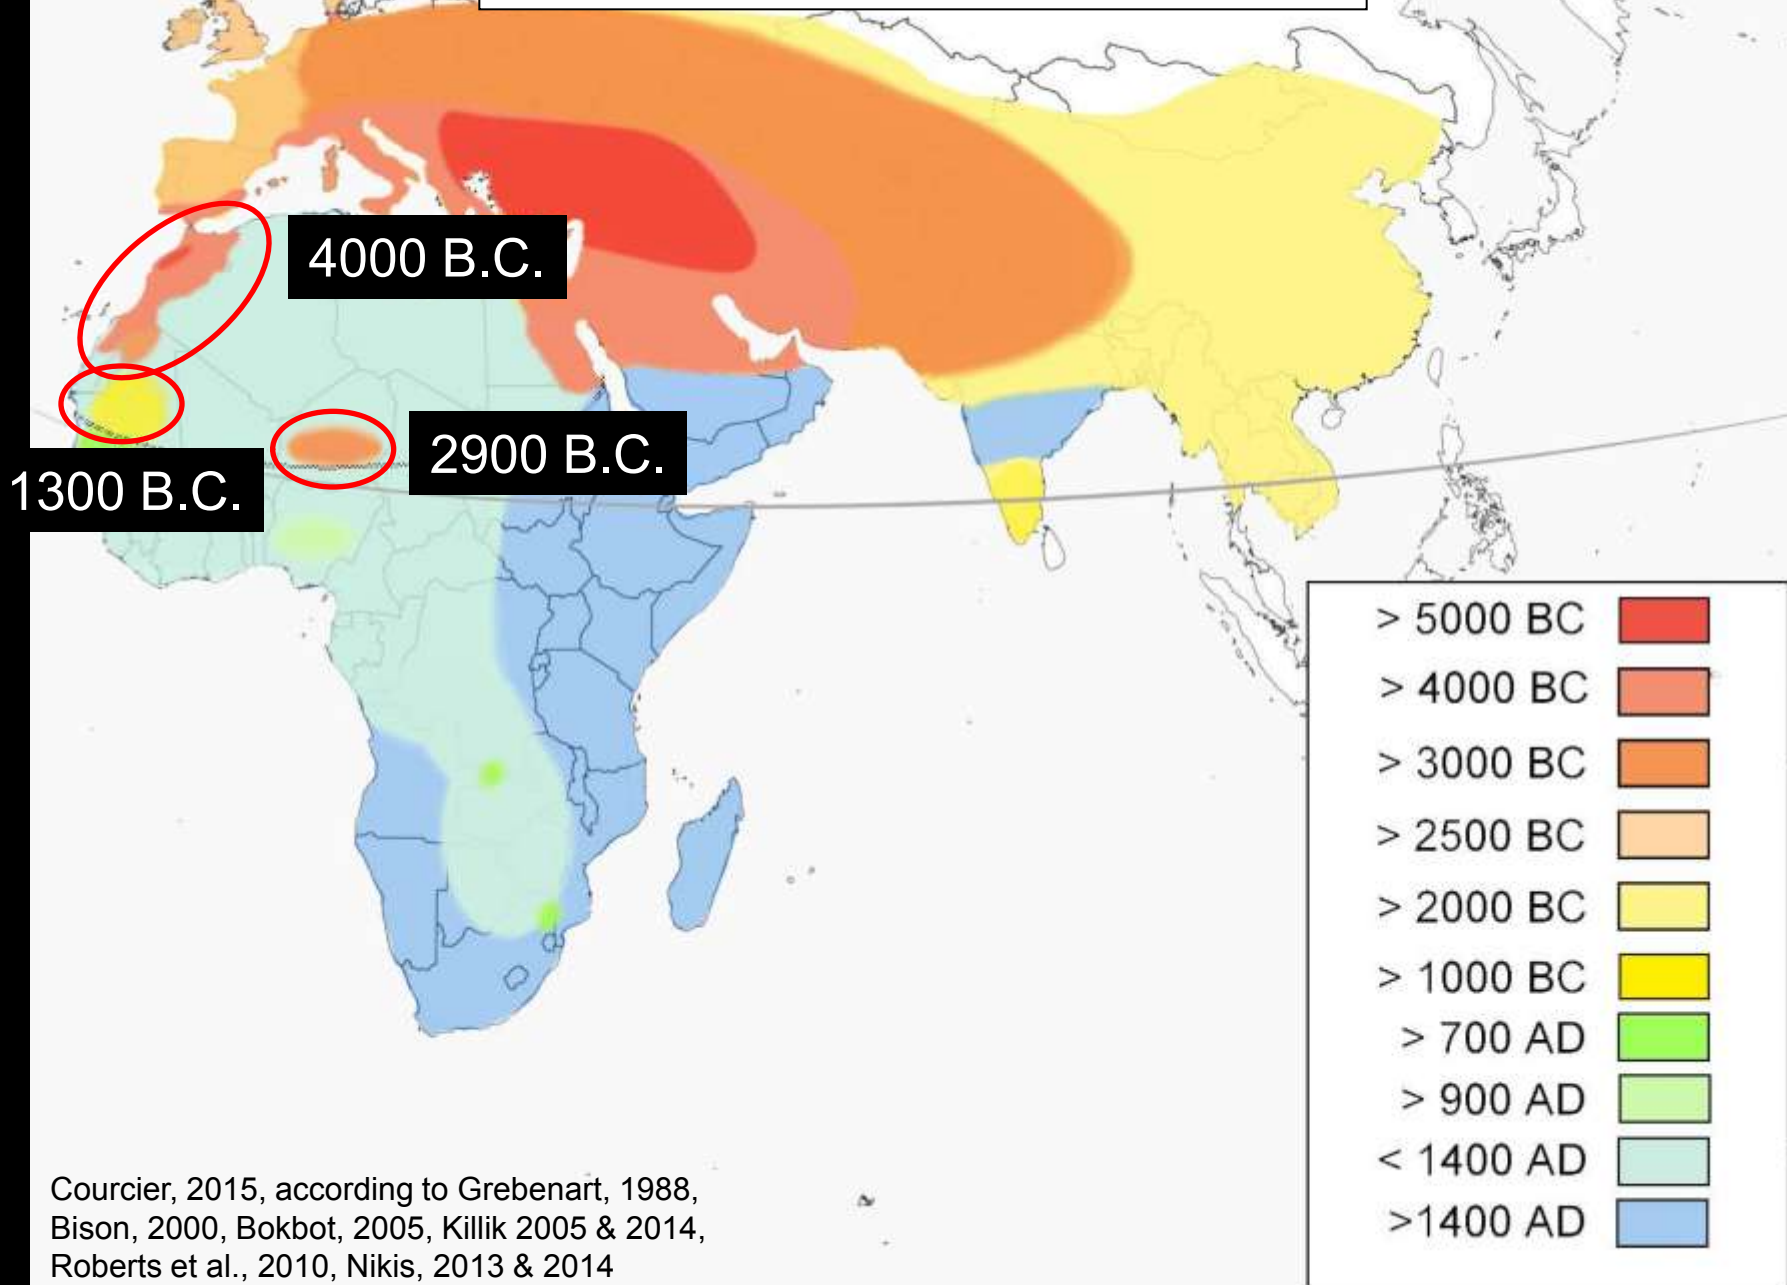 4000 B.C.
2900 B.C.
1300 B.C.
> 5000 BC
> 4000 BC
> 3000 BC
> 2500 BC
> 2000 BC
> 1000 BC
> 700 AD
> 900 AD
< 1400 AD
>1400 AD
Courcier, 2015, according to Grebenart, 1988,
Bison, 2000, Bokbot, 2005, Killik 2005 & 2014,
Roberts et al., 2010, Nikis, 2013 & 2014